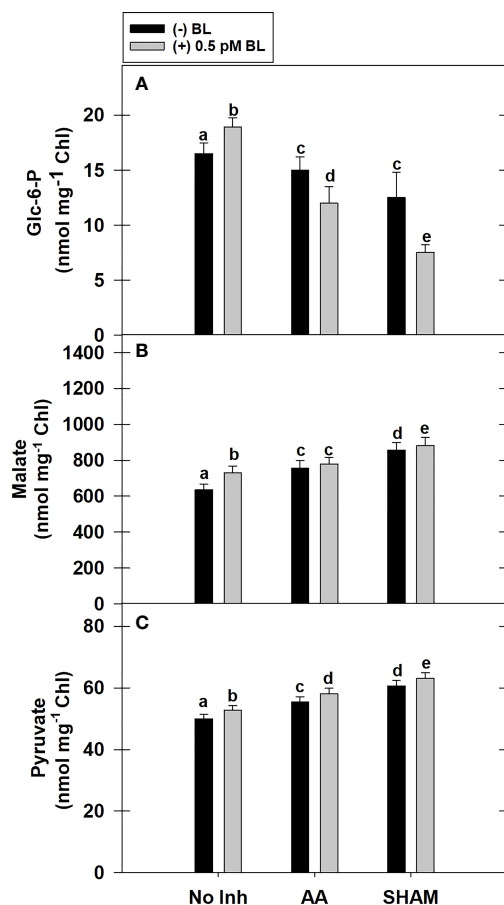 (-) BL
(+) 0.5 pM BL
A
Glc-6-P
(nmol mg-1 Chl)
20
15
10
5
0
a b c d c e
B
Malate
(nmol mg-1 Chl)
1400
1200
1000
800
600
400
200
0
a b c c d e
C
Pyruvate
(nmol mg-1 Chl)
80
60
40
20
0
a b c d d e
No Inh AA SHAM